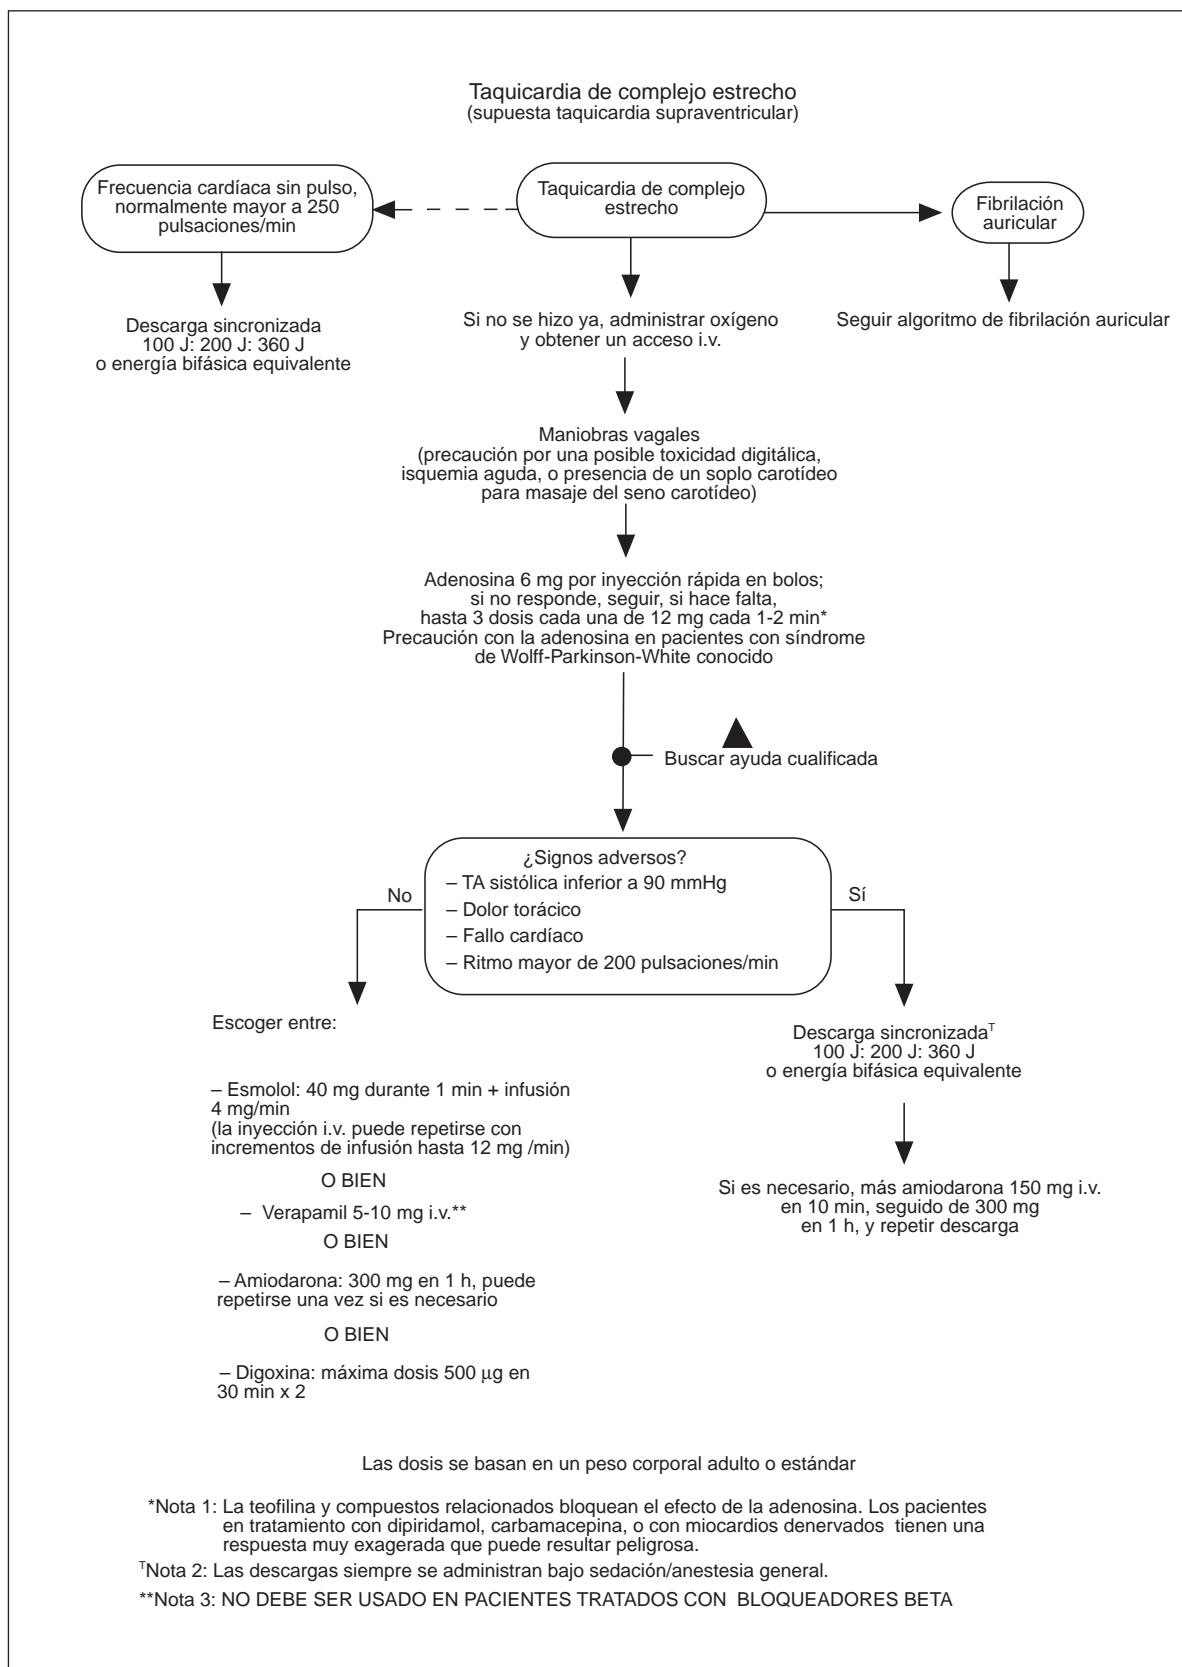 Taquicardia de complejo estrecho
(supuesta taquicardia supraventricular)
Frecuencia cardíaca sin pulso,
normalmente mayor a 250
pulsaciones/min
Taquicardia de complejo
estrecho
Fibrilación
auricular
Descarga sincronizada
100 J: 200 J: 360 J
o energía bifásica equivalente
Si no se hizo ya, administrar oxígeno
y obtener un acceso i.v.
Seguir algoritmo de fibrilación auricular
Maniobras vagales
(precaución por una posible toxicidad digitálica,
isquemia aguda, o presencia de un soplo carotídeo
para masaje del seno carotídeo)
Adenosina 6 mg por inyección rápida en bolos;
si no responde, seguir, si hace falta,
hasta 3 dosis cada una de 12 mg cada 1-2 min*
Precaución con la adenosina en pacientes con síndrome
de Wolff-Parkinson-White conocido
Buscar ayuda cualificada
¿Signos adversos?
– TA sistólica inferior a 90 mmHg
– Dolor torácico
– Fallo cardíaco
– Ritmo mayor de 200 pulsaciones/min
No
Sí
Escoger entre:
– Esmolol: 40 mg durante 1 min + infusión
4 mg/min
(la inyección i.v. puede repetirse con
incrementos de infusión hasta 12 mg /min)
O BIEN
– Verapamil 5-10 mg i.v.**
O BIEN
– Amiodarona: 300 mg en 1 h, puede
repetirse una vez si es necesario
O BIEN
– Digoxina: máxima dosis 500 µg en
30 min x 2
Descarga sincronizadaᵀ
100 J: 200 J: 360 J
o energía bifásica equivalente
Si es necesario, más amiodarona 150 mg i.v.
en 10 min, seguido de 300 mg
en 1 h, y repetir descarga
Las dosis se basan en un peso corporal adulto o estándar
*Nota 1: La teofilina y compuestos relacionados bloquean el efecto de la adenosina. Los pacientes
en tratamiento con dipiridamol, carbamacepina, o con miocardios denervados tienen una
respuesta muy exagerada que puede resultar peligrosa.
ᵀNota 2: Las descargas siempre se administran bajo sedación/anestesia general.
**Nota 3: NO DEBE SER USADO EN PACIENTES TRATADOS CON BLOQUEADORES BETA